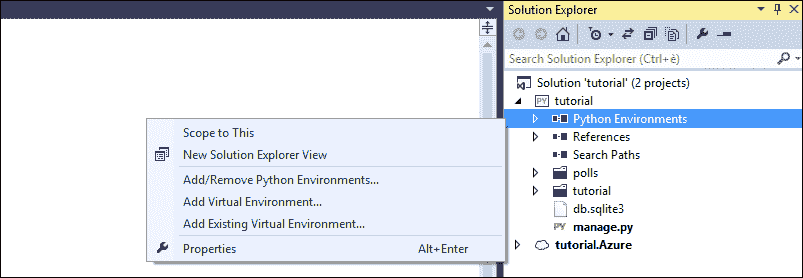 Scope to This
New Solution Explorer View
Add/Remove Python Environments...
Add Virtual Environment...
Add Existing Virtual Environment...
Properties Alt+Enter
Solution Explorer
Search Solution Explorer (Ctrl+è)
Solution 'tutorial' (2 projects)
PY tutorial
Python Environments
References
Search Paths
polls
tutorial
db.sqlite3
PY manage.py
tutorial.Azure